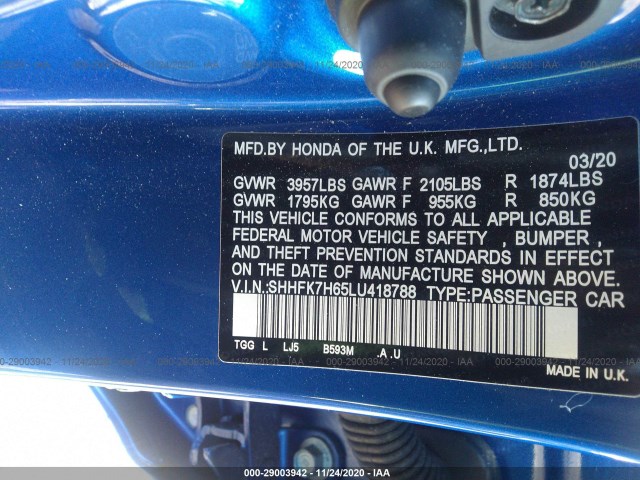 000-29003942 - 11/24/2020 - IAA
MFD.BY HONDA OF THE U.K. MFG.,LTD.
03/20
GVWR 3957LBS GAWR F 2105LBS R 1874LBS
GVWR 1795KG GAWR F 955KG R 850KG
THIS VEHICLE CONFORMS TO ALL APPLICABLE
FEDERAL MOTOR VEHICLE SAFETY , BUMPER ,
AND THEFT PREVENTION STANDARDS IN EFFECT
ON THE DATE OF MANUFACTURE SHOWN ABOVE.
V.I.N.:SHHFK7H65LU418788 TYPE:PASSENGER CAR
TGG L LJ5 B593M .A .U
MADE IN U.K.
000-29003942 - 11/24/2020 - IAA